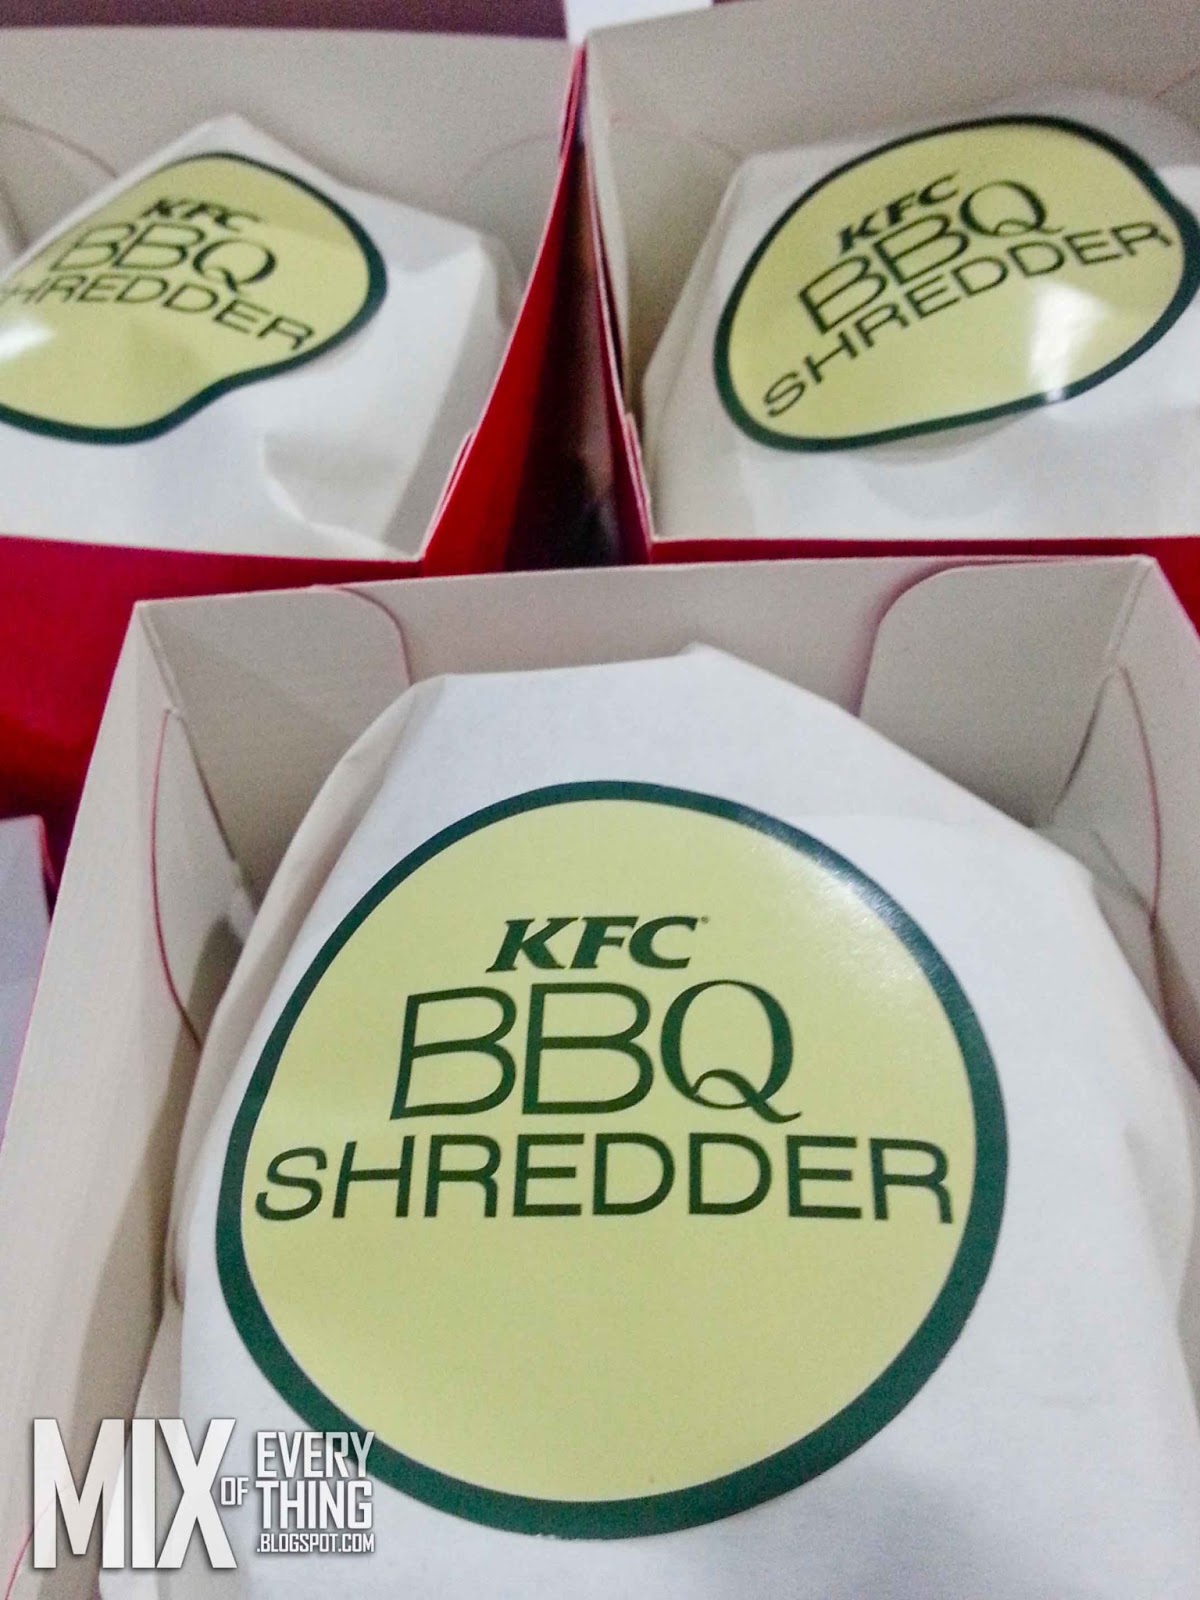 KFC
BBQ
SHREDDER
KFC
BBQ
SHREDDER
KFC
BBQ
SHREDDER
MIX OF EVERY THING
.BLOGSPOT.COM